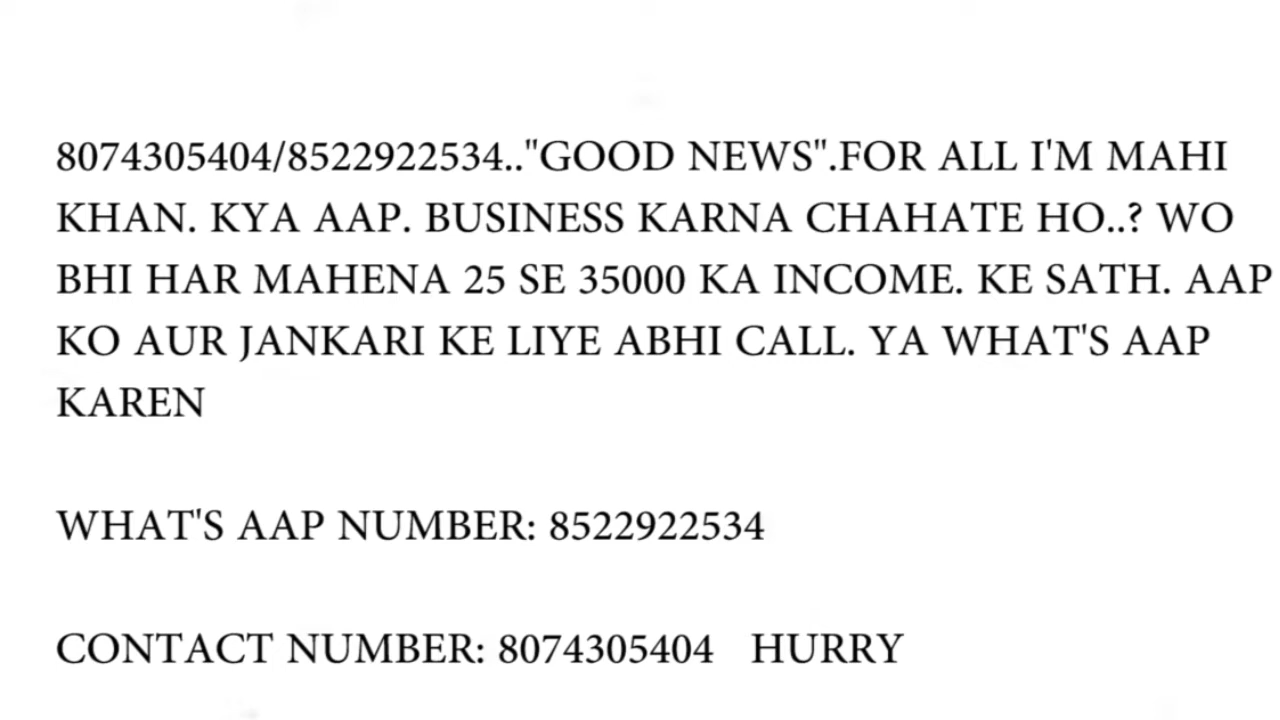 8074305404/8522922534.."GOOD NEWS".FOR ALL I'M MAHI
KHAN. KYA AAP. BUSINESS KARNA CHAHATE HO..? WO
BHI HAR MAHENA 25 SE 35000 KA INCOME. KE SATH. AAP
KO AUR JANKARI KE LIYE ABHI CALL. YA WHAT'S AAP
KAREN
WHAT'S AAP NUMBER: 8522922534
CONTACT NUMBER: 8074305404 HURRY